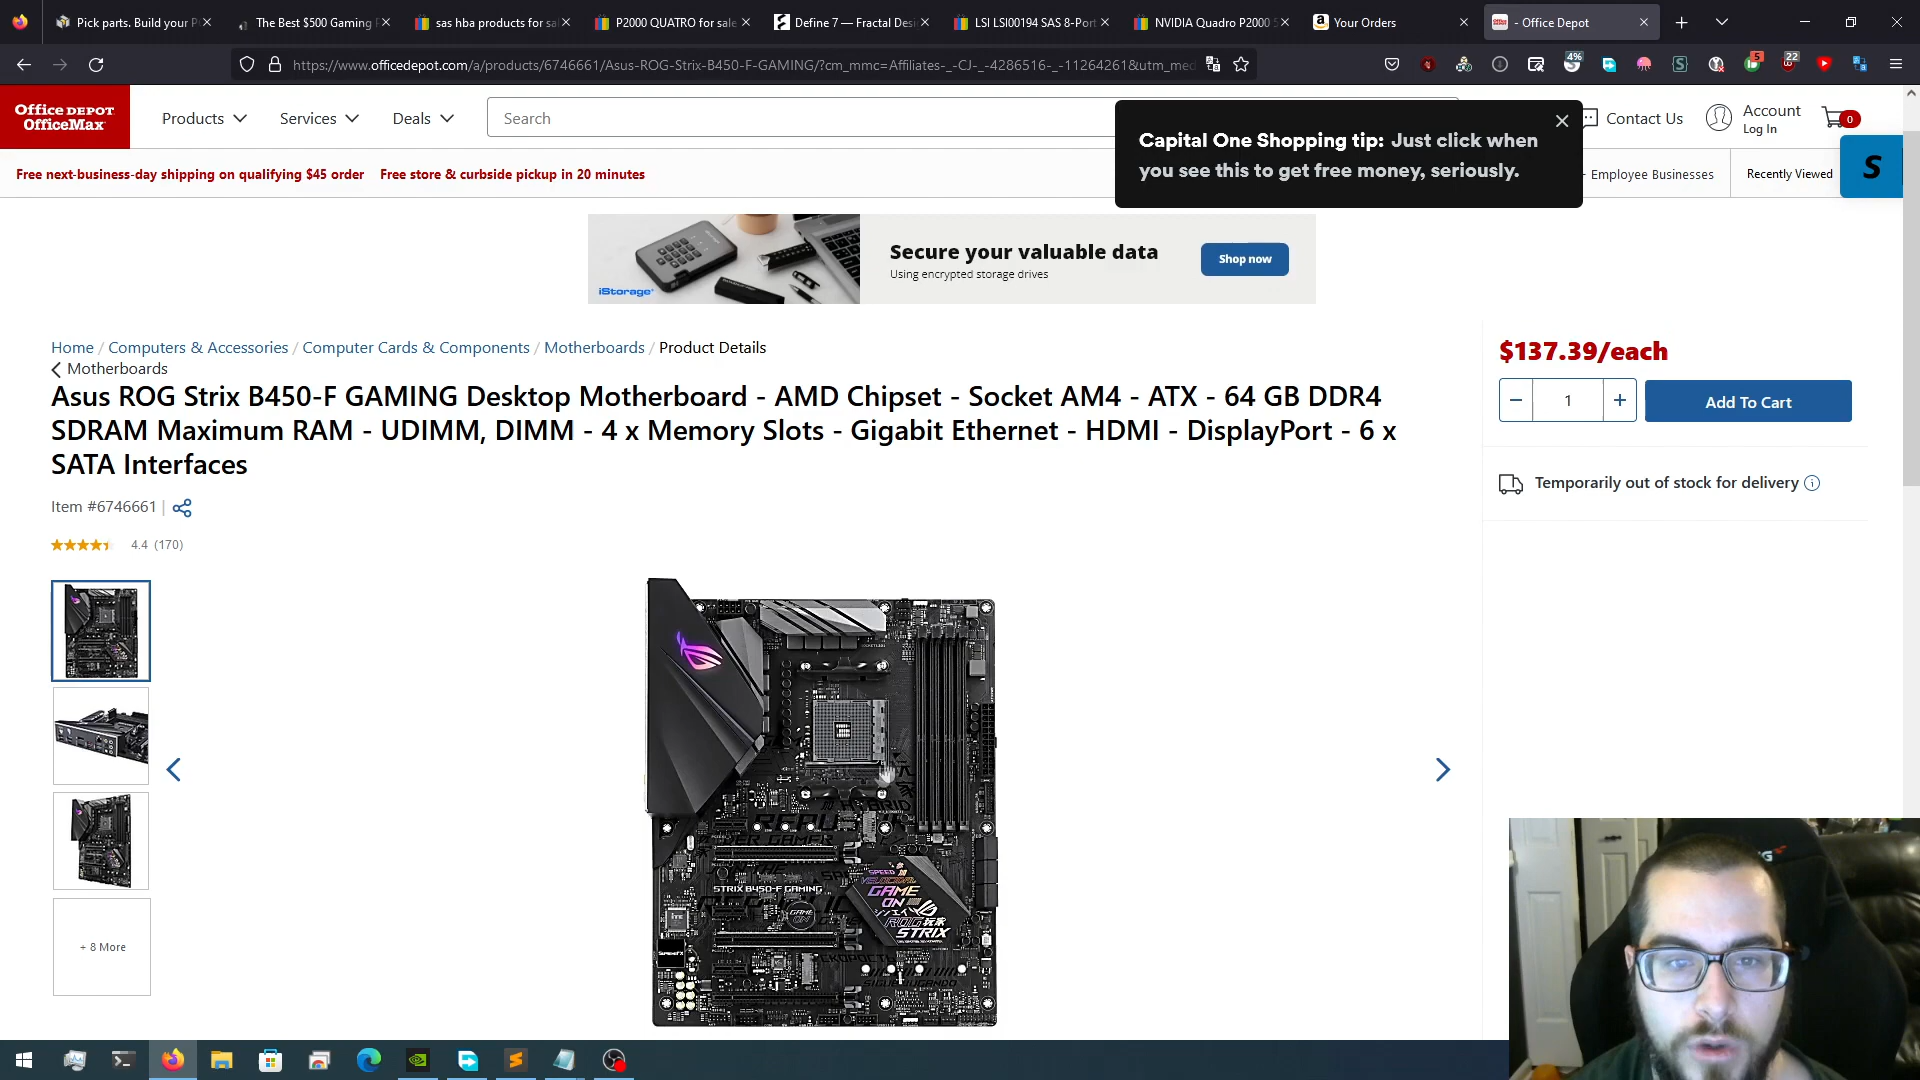 Pick parts. Build your P
The Best $500 Gaming P
sas hba products for sal
P2000 QUATRO for sale
Define 7 — Fractal Desi
LSI LSI00194 SAS 8-Port
NVIDIA Quadro P2000 5
Your Orders
- Office Depot
https://www.officedepot.com/a/products/6746661/Asus-ROG-Strix-B450-F-GAMING/?cm_mmc=Affiliates-_-CJ-_-4286516-_-11264261&utm_med
4%
5
22
Office DEPOT
OfficeMax
Products
Services
Deals
Search
Capital One Shopping tip: Just click when
you see this to get free money, seriously.
Contact Us
Account
Log In
0
Free next-business-day shipping on qualifying $45 order
Free store & curbside pickup in 20 minutes
Employee Businesses
Recently Viewed
S
iStorage
Secure your valuable data
Using encrypted storage drives
Shop now
Home / Computers & Accessories / Computer Cards & Components / Motherboards / Product Details
Motherboards
Asus ROG Strix B450-F GAMING Desktop Motherboard - AMD Chipset - Socket AM4 - ATX - 64 GB DDR4
SDRAM Maximum RAM - UDIMM, DIMM - 4 x Memory Slots - Gigabit Ethernet - HDMI - DisplayPort - 6 x
SATA Interfaces
Item #6746661 |
4.4 (170)
$137.39/each
1
Add To Cart
Temporarily out of stock for delivery
STRIX B450-F GAMING
GAME
ON
STRIX
+ 8 More